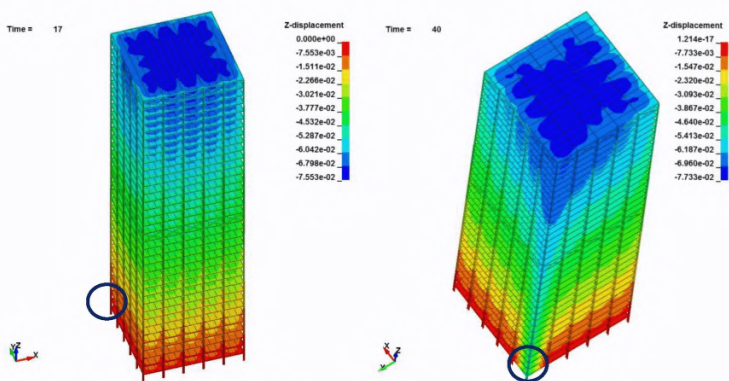 Time = 17
Z-displacement
0.000e+00
-7.553e-03
-1.511e-02
-2.266e-02
-3.021e-02
-3.777e-02
-4.532e-02
-5.287e-02
-6.042e-02
-6.798e-02
-7.553e-02
Y Z
X
Time = 40
Z-displacement
1.214e-17
-7.733e-03
-1.547e-02
-2.320e-02
-3.093e-02
-3.867e-02
-4.640e-02
-5.413e-02
-6.187e-02
-6.960e-02
-7.733e-02
X
Z
Y